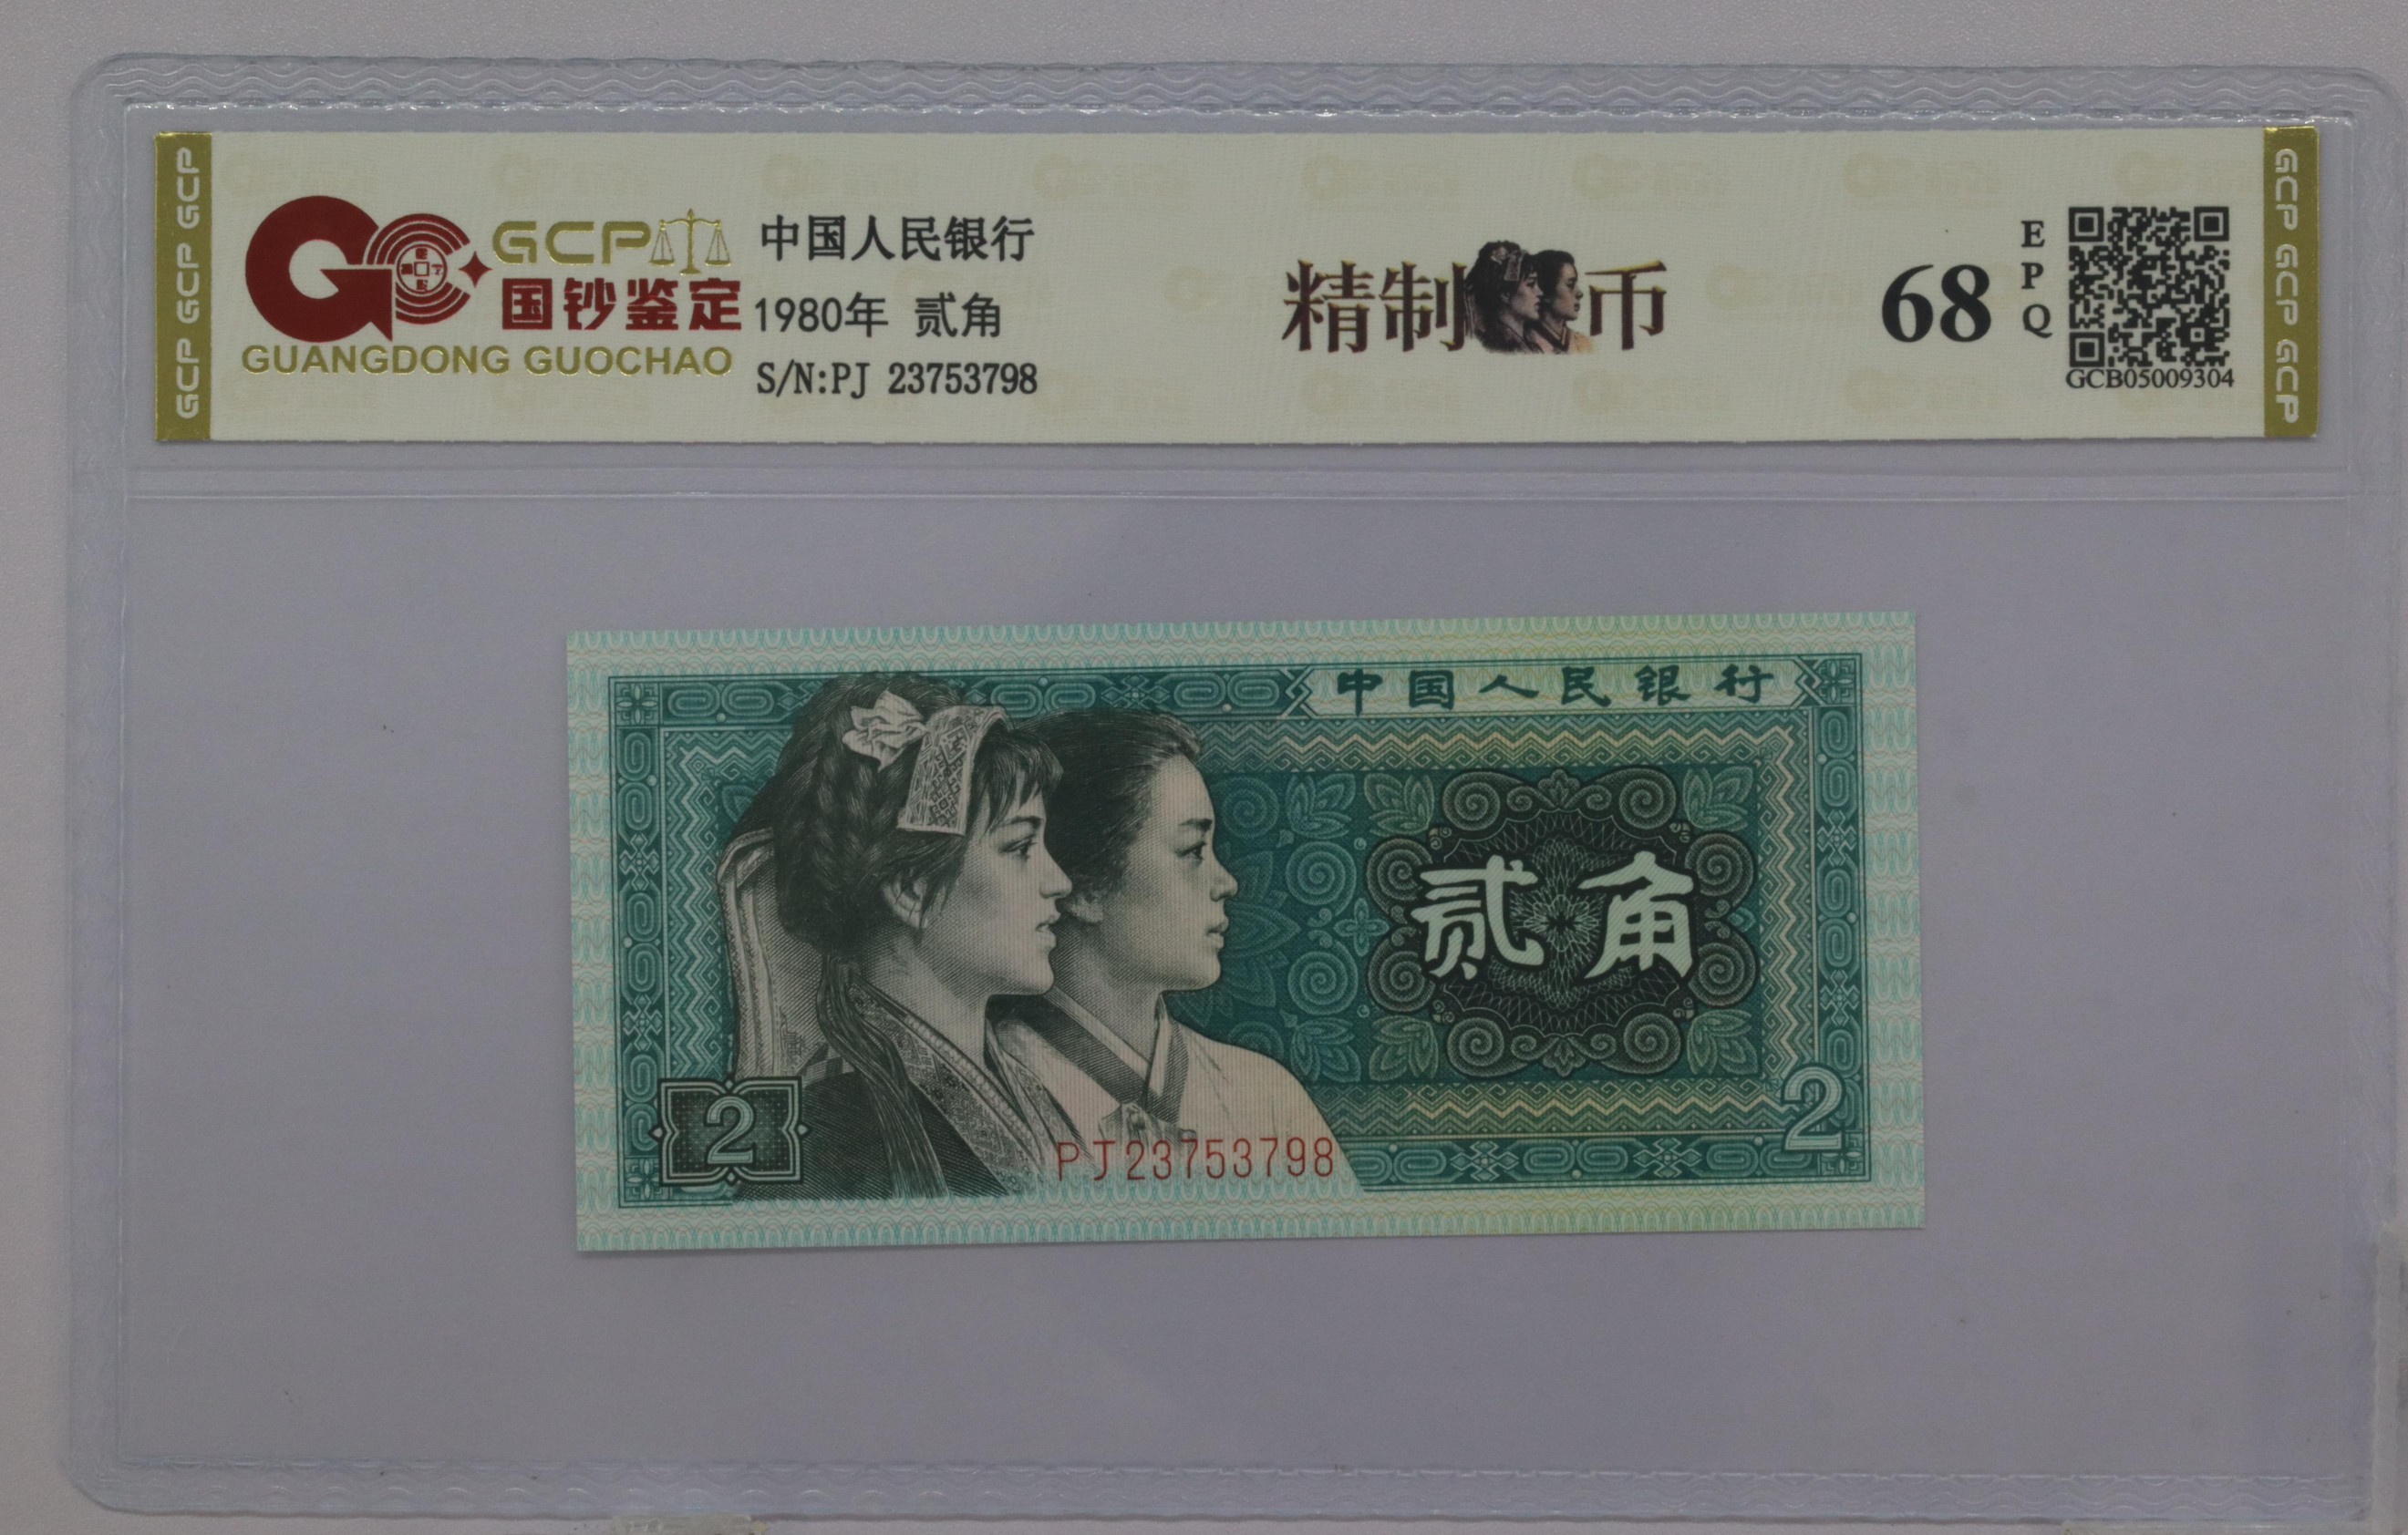 GCP GCP GCP
GCP
国钞鉴定
GUANGDONG GUOCHAO
中国人民银行
1980年 贰角
S/N:PJ 23753798
精制币
68
EPQ
GCB05009304
GCP GCP GCP
中国人民银行
贰角
2
2
PJ23753798